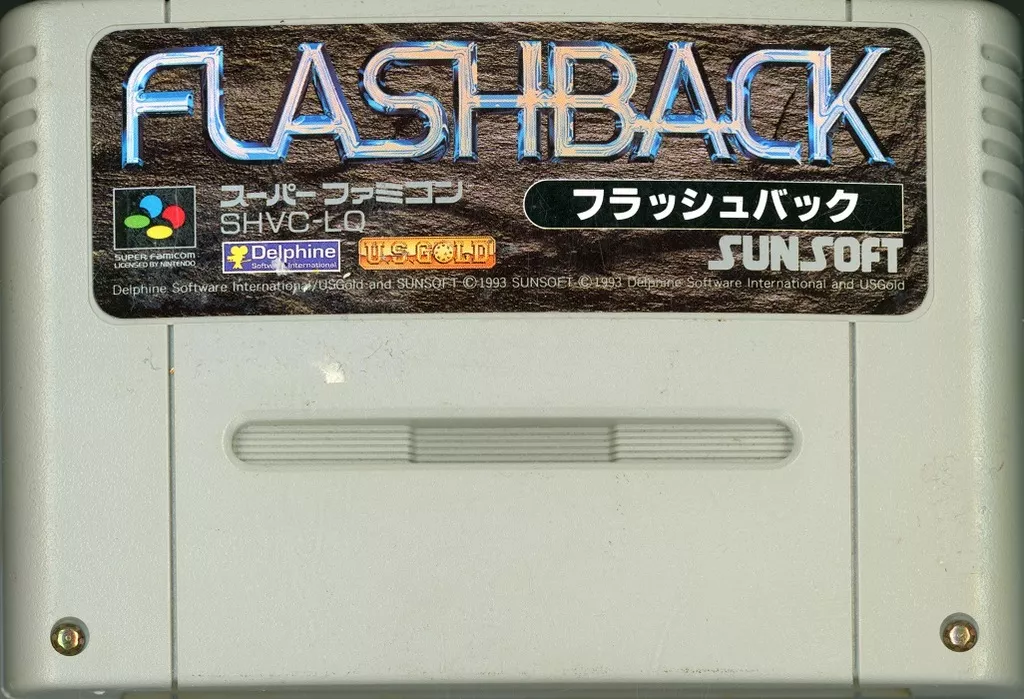 FLASHBACK
スーパーファミコン
SHVC-LQ
フラッシュバック
SUPER FAMICOM
LICENSED BY NINTENDO
Delphine
Software International
U.S.GOLD
SUNSOFT
Delphine Software International/USGold and SUNSOFT ©1993 SUNSOFT ©1993 Delphine Software International and USGold